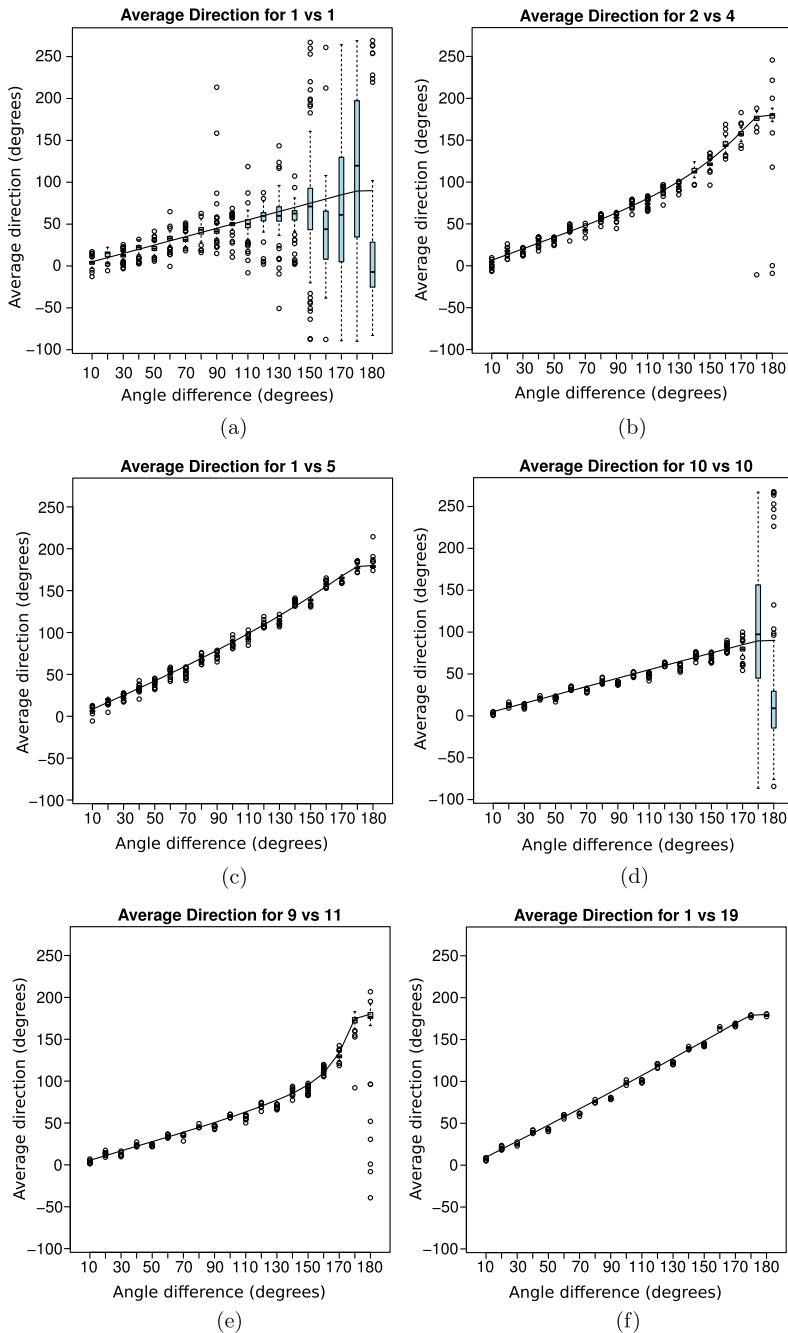 Average Direction for 1 vs 1
Average direction (degrees)
250
200
150
100
50
0
−50
−100
10 30 50 70 90 110 130 150 170 180
Angle difference (degrees)
(a)
Average Direction for 2 vs 4
Average direction (degrees)
250
200
150
100
50
0
−50
−100
10 30 50 70 90 110 130 150 170 180
Angle difference (degrees)
(b)
Average Direction for 1 vs 5
Average direction (degrees)
250
200
150
100
50
0
−50
−100
10 30 50 70 90 110 130 150 170 180
Angle difference (degrees)
(c)
Average Direction for 10 vs 10
Average direction (degrees)
250
200
150
100
50
0
−50
−100
10 30 50 70 90 110 130 150 170 180
Angle difference (degrees)
(d)
Average Direction for 9 vs 11
Average direction (degrees)
250
200
150
100
50
0
−50
−100
10 30 50 70 90 110 130 150 170 180
Angle difference (degrees)
(e)
Average Direction for 1 vs 19
Average direction (degrees)
250
200
150
100
50
0
−50
−100
10 30 50 70 90 110 130 150 170 180
Angle difference (degrees)
(f)